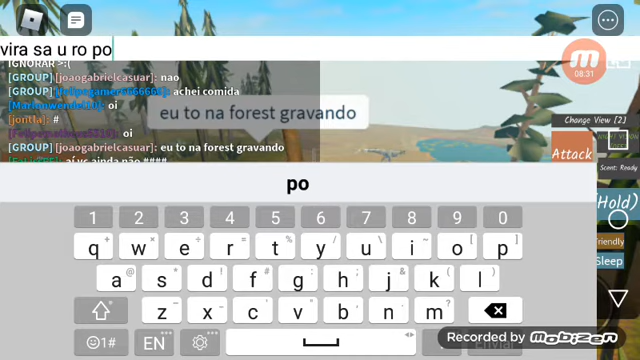 vira sa u ro po
IGNORAR >:(
[GROUP][joaogabrielcasuar]: nao
achei comida
oi
eu to na forest gravando
#
oi
[GROUP][joaogabrielcasuar]: eu to na forest gravando
aí vc ainda não ####
08:31
Change View [2]
Attack
Scent: Ready
Hold)
riendly
Sleep
po
1 2 3 4 5 6 7 8 9 0
q w e r t y u i o p
a s d f g h j k l
z x c v b n m
☺1# EN
Recorded by Mobizen